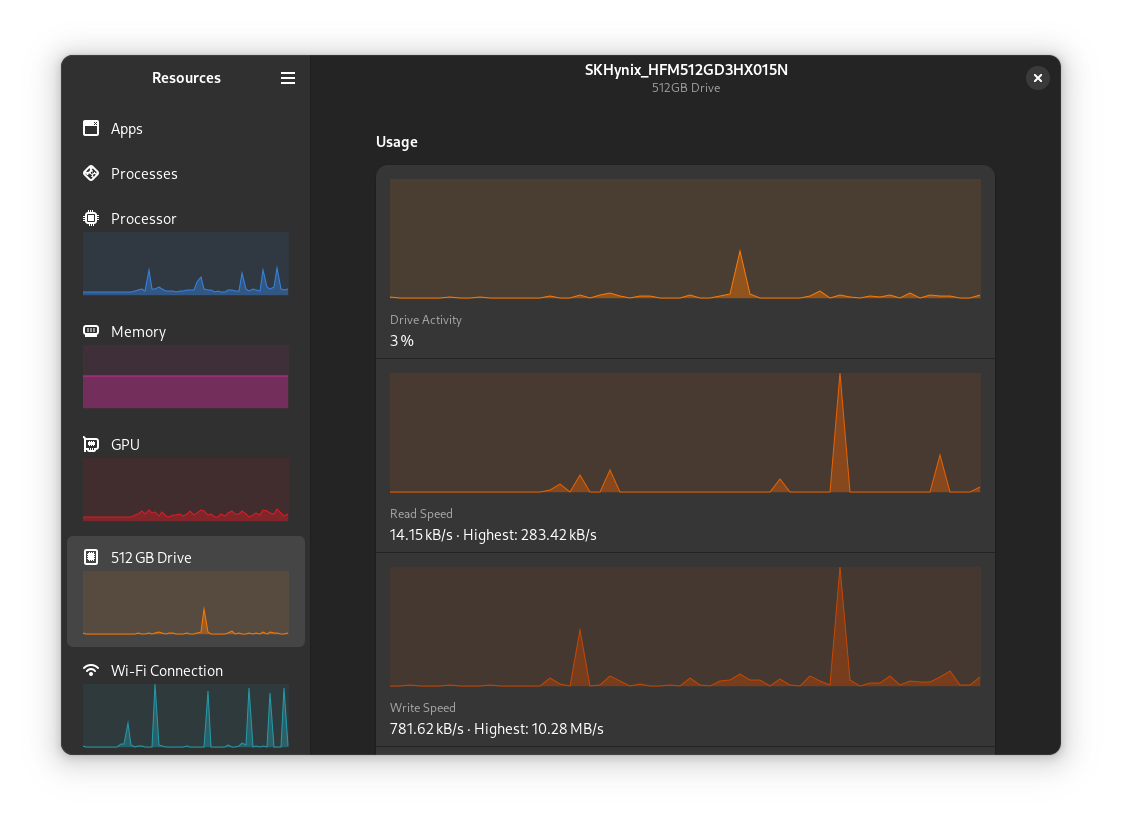 Resources
Apps
Processes
Processor
Memory
GPU
512 GB Drive
Wi-Fi Connection
SKHynix_HFM512GD3HX015N
512GB Drive
Usage
Drive Activity
3 %
Read Speed
14.15 kB/s · Highest: 283.42 kB/s
Write Speed
781.62 kB/s · Highest: 10.28 MB/s